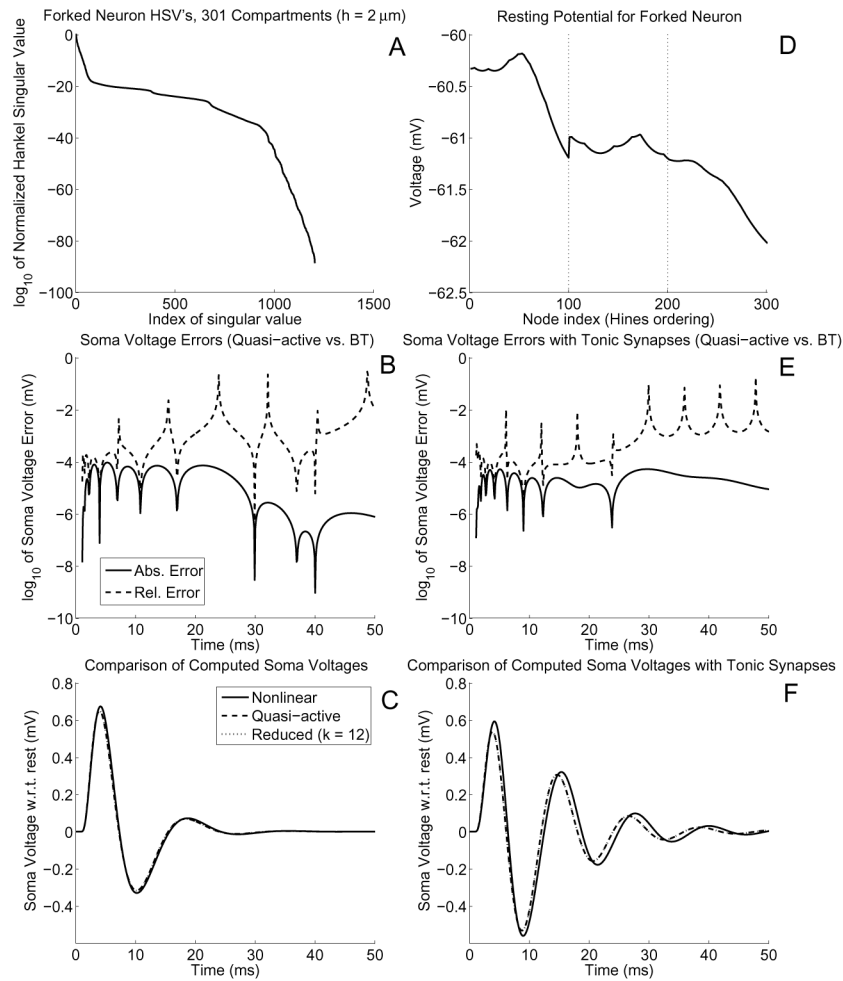 Forked Neuron HSV's, 301 Compartments (h = 2 μm)
A
log10 of Normalized Hankel Singular Value
0
−20
−40
−60
−80
−100
0
500
1000
1500
Index of singular value
Resting Potential for Forked Neuron
D
Voltage (mV)
−60
−60.5
−61
−61.5
−62
−62.5
0
100
200
300
Node index (Hines ordering)
Soma Voltage Errors (Quasi−active vs. BT)
B
log10 of Soma Voltage Error (mV)
0
−2
−4
−6
−8
−10
Abs. Error
Rel. Error
0
10
20
30
40
50
Time (ms)
Soma Voltage Errors with Tonic Synapses (Quasi−active vs. BT)
E
log10 of Soma Voltage Error (mV)
0
−2
−4
−6
−8
−10
0
10
20
30
40
50
Time (ms)
Comparison of Computed Soma Voltages
C
Soma Voltage w.r.t. rest (mV)
0.8
0.6
0.4
0.2
0
−0.2
−0.4
Nonlinear
Quasi−active
Reduced (k = 12)
0
10
20
30
40
50
Time (ms)
Comparison of Computed Soma Voltages with Tonic Synapses
F
Soma Voltage w.r.t. rest (mV)
0.8
0.6
0.4
0.2
0
−0.2
−0.4
0
10
20
30
40
50
Time (ms)